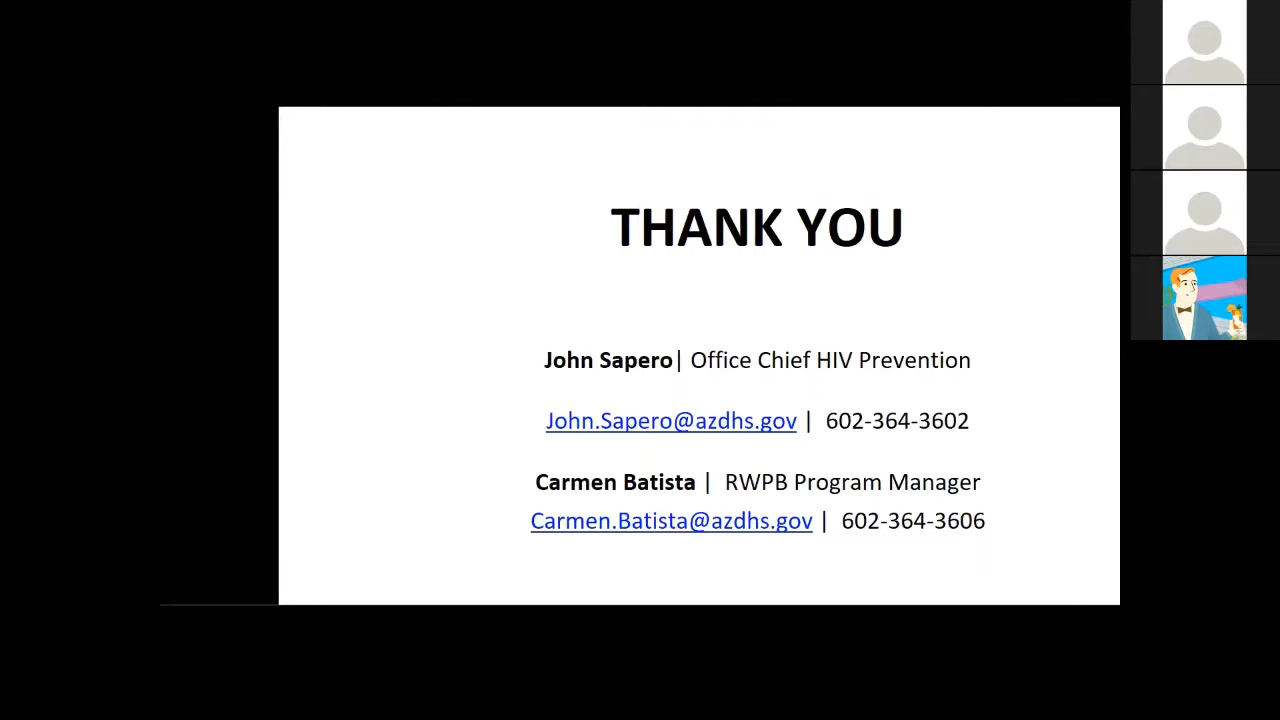 THANK YOU
John Sapero| Office Chief HIV Prevention
John.Sapero@azdhs.gov | 602-364-3602
Carmen Batista | RWPB Program Manager
Carmen.Batista@azdhs.gov | 602-364-3606